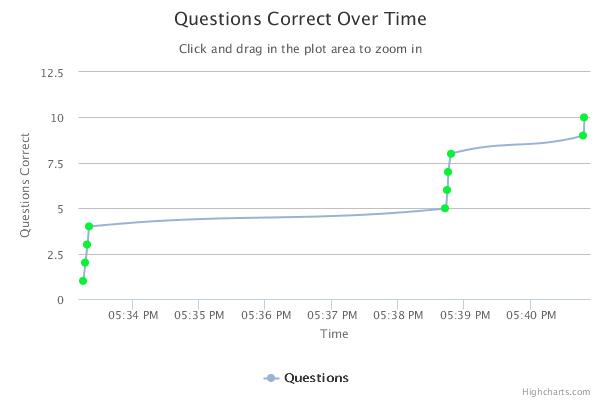 Questions Correct Over Time
Click and drag in the plot area to zoom in
Questions Correct
12.5
10
7.5
5
2.5
0
05:34 PM 05:35 PM 05:36 PM 05:37 PM 05:38 PM 05:39 PM 05:40 PM
Time
Questions
Highcharts.com